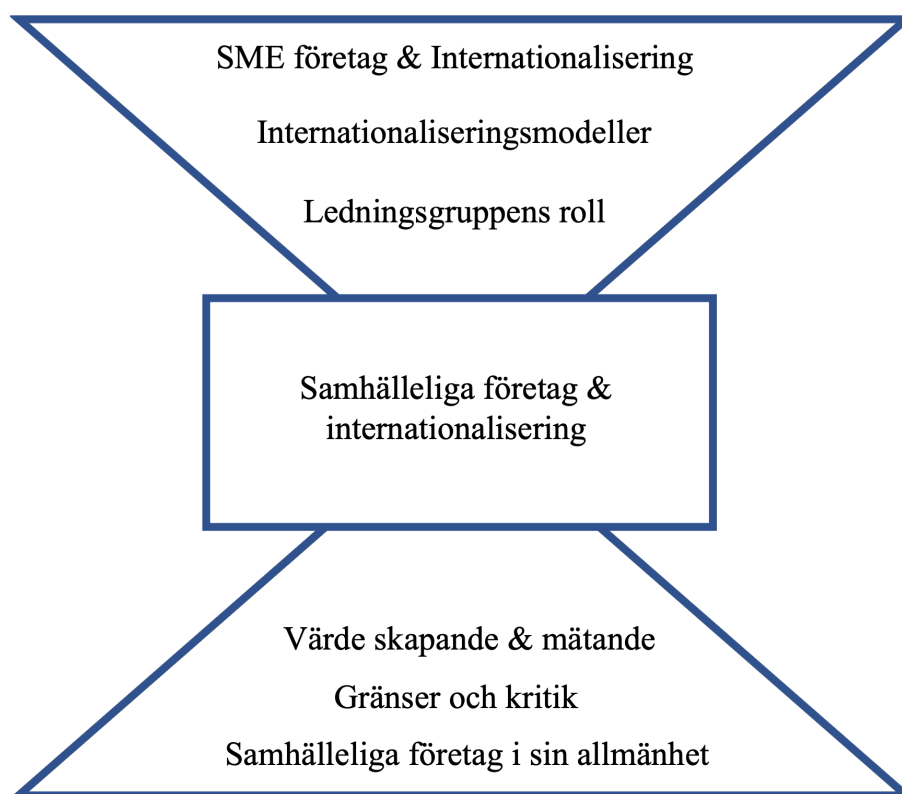 SME företag & Internationalisering
Internationaliseringsmodeller
Ledningsgruppens roll
Samhälleliga företag &
internationalisering
Värde skapande & mätande
Gränser och kritik
Samhälleliga företag i sin allmänhet